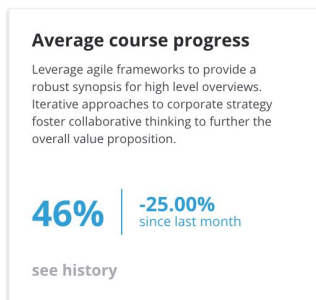 Average course progress
Leverage agile frameworks to provide a
robust synopsis for high level overviews.
Iterative approaches to corporate strategy
foster collaborative thinking to further the
overall value proposition.
46%
-25.00%
since last month
see history